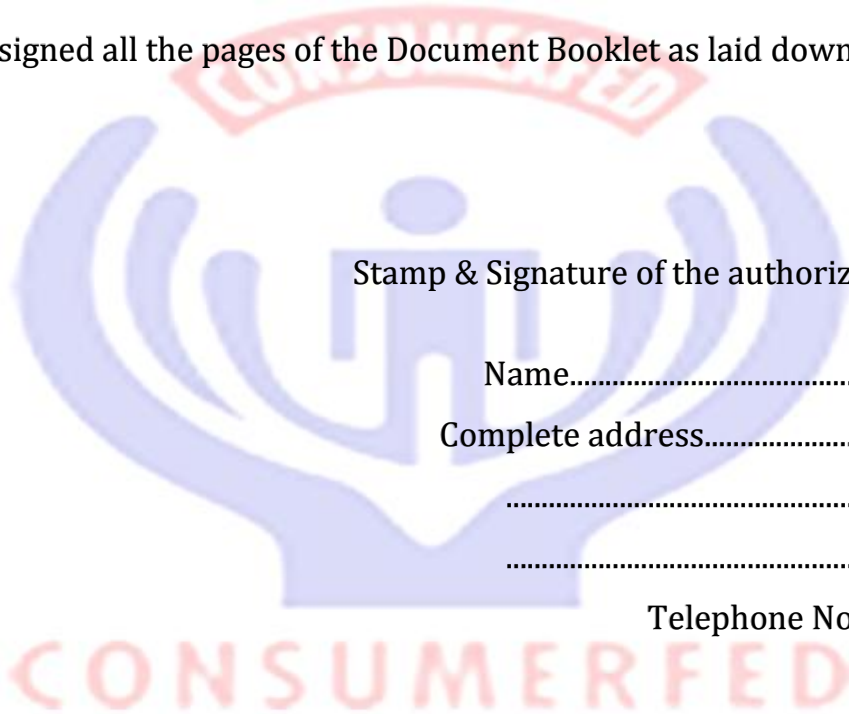 CONSUMERFED
signed all the pages of the Document Booklet as laid down
Stamp & Signature of the authoriz
Name.......................................
Complete address....................
................................................
................................................
Telephone No
CONSUMERFED